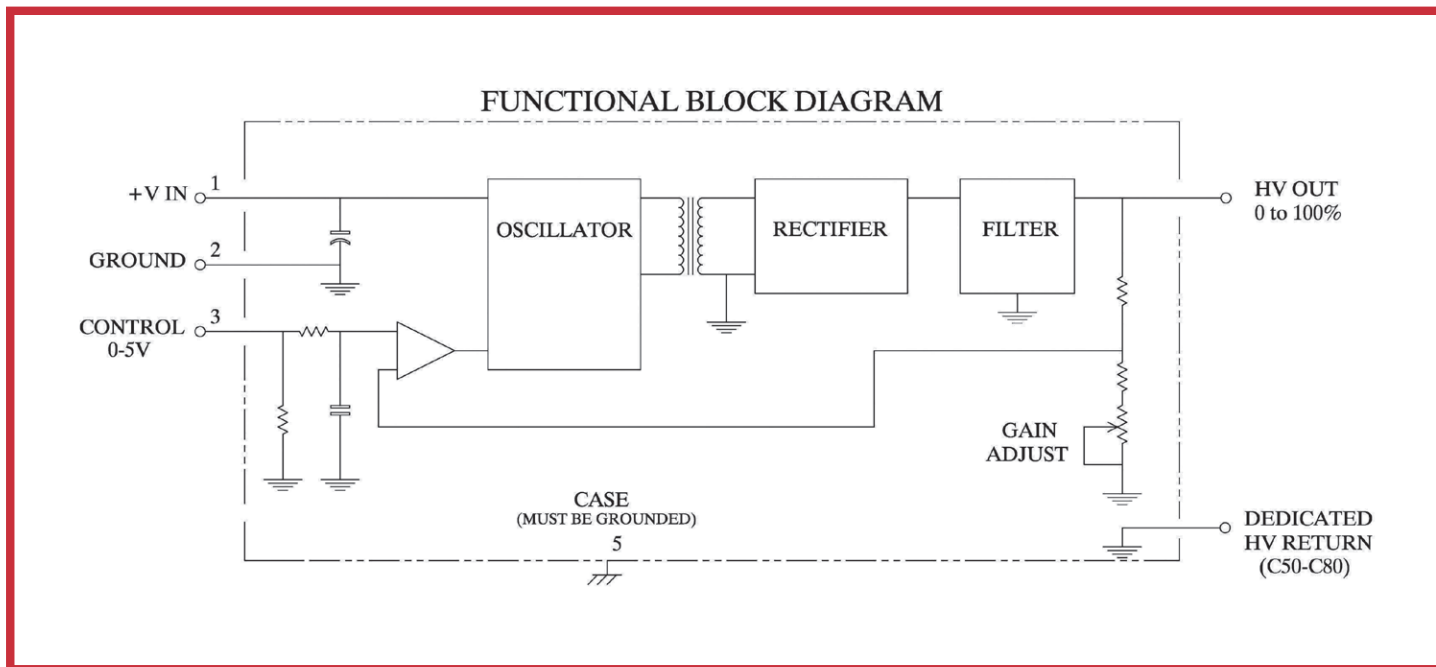 FUNCTIONAL BLOCK DIAGRAM
+V IN
1
GROUND
2
CONTROL
0-5V
3
OSCILLATOR
RECTIFIER
FILTER
HV OUT
0 to 100%
GAIN
ADJUST
CASE
(MUST BE GROUNDED)
5
DEDICATED
HV RETURN
(C50-C80)